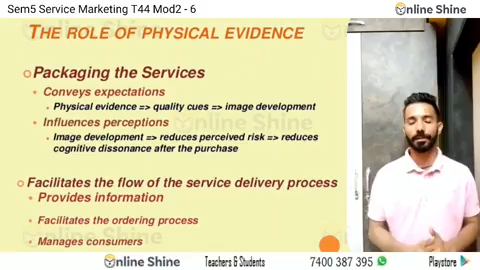 Sem5 Service Marketing T44 Mod2 - 6
Online Shine
THE ROLE OF PHYSICAL EVIDENCE
Packaging the Services
Conveys expectations
Physical evidence => quality cues => image development
Influences perceptions
Image development => reduces perceived risk => reduces
cognitive dissonance after the purchase
Facilitates the flow of the service delivery process
Provides information
Facilitates the ordering process
Manages consumers
Online Shine Teachers & Students 7400 387 395 Playstore